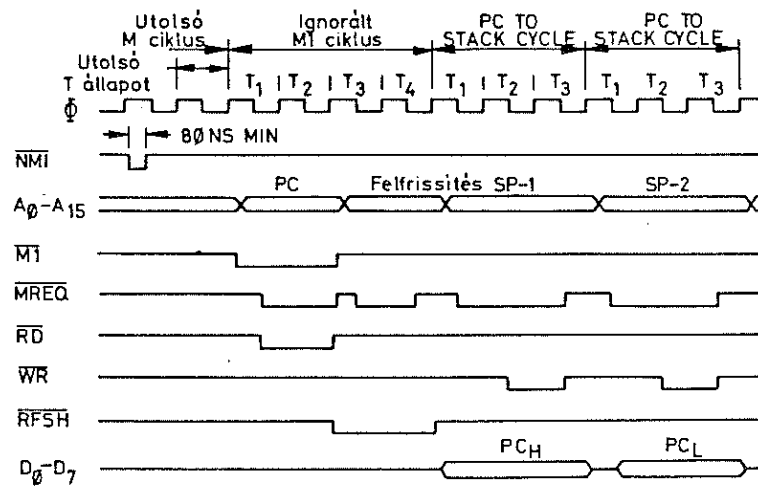 Utolsó
M ciklus
Ignorált
M1 ciklus
PC TO
STACK CYCLE
PC TO
STACK CYCLE
Utolsó
T állapot
T1 T2 T3 T4 T1 T2 T3 T1 T2 T3
Φ
80 NS MIN
NMI
PC Felfrissítés SP-1 SP-2
A0-A15
M1
MREQ
RD
WR
RFSH
PCH PCL
D0-D7